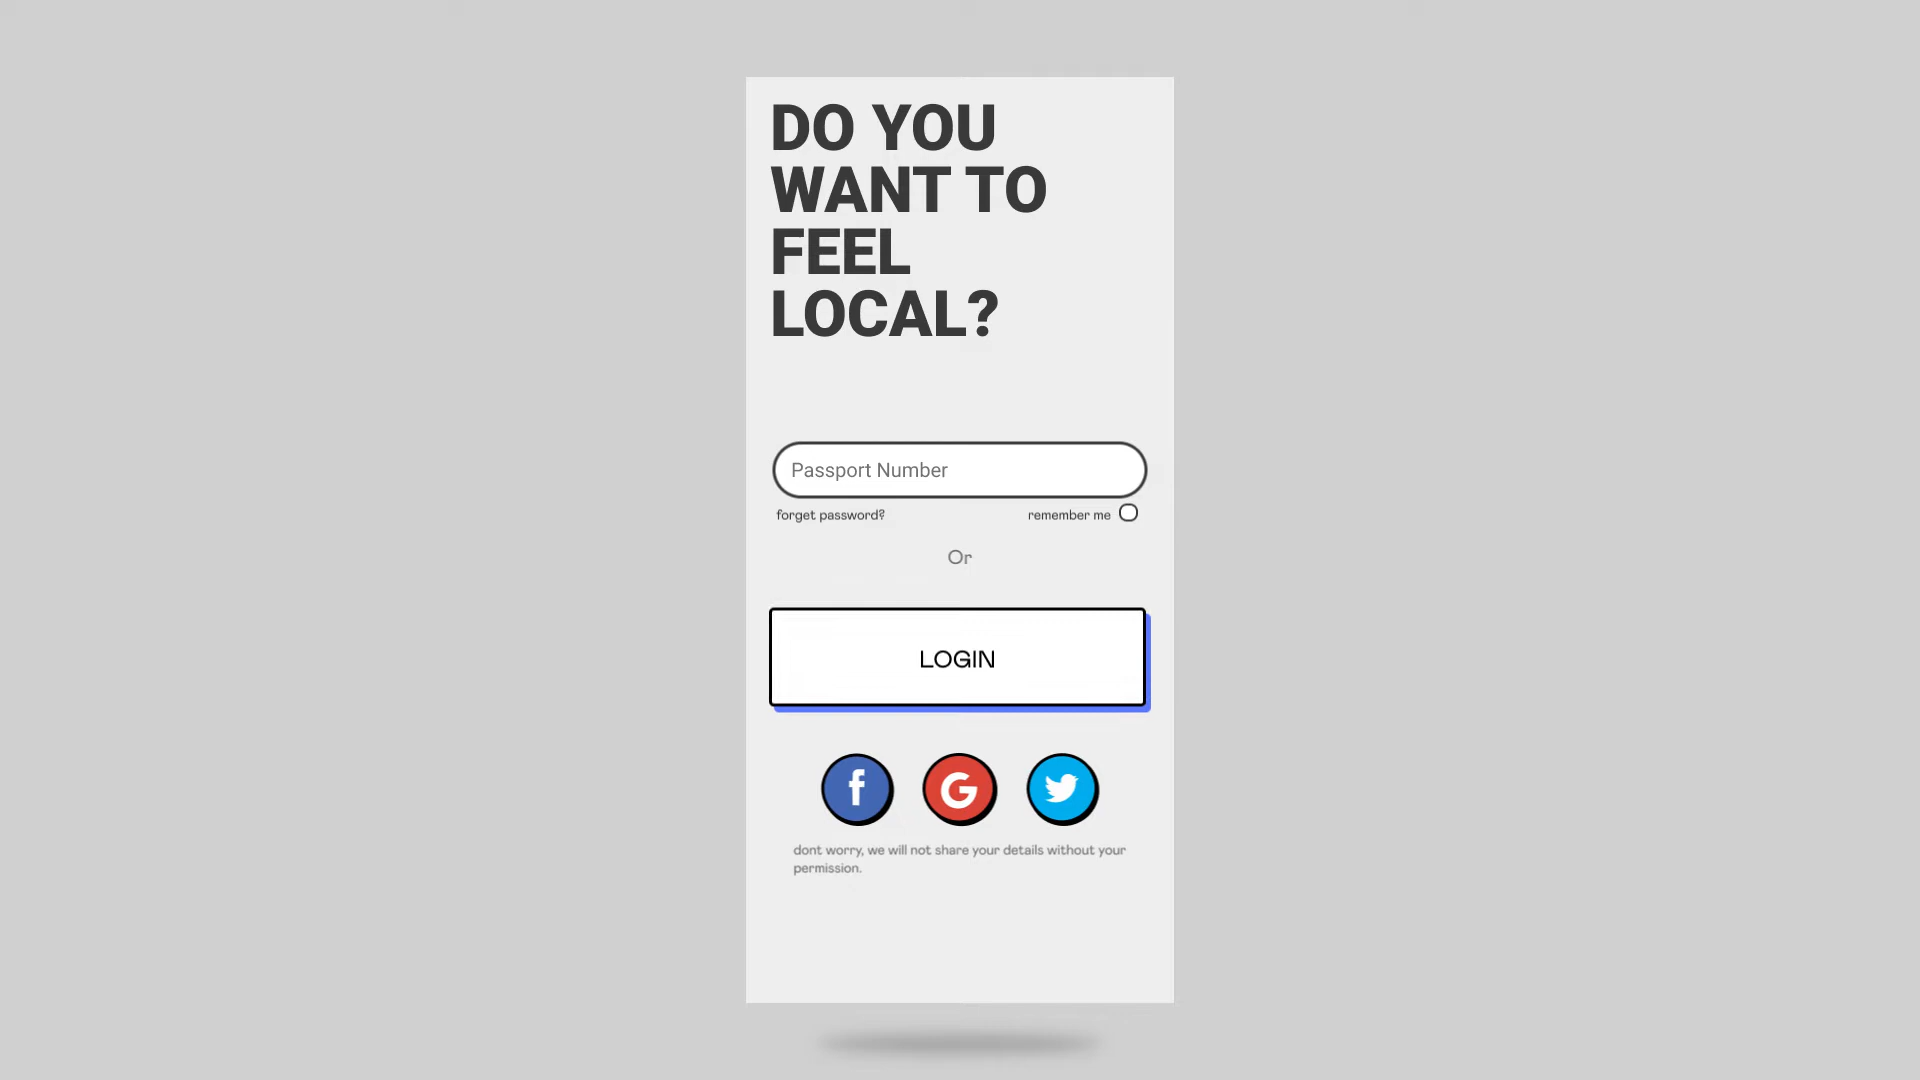 DO YOU
WANT TO
FEEL
LOCAL?
Passport Number
forget password?
remember me
Or
LOGIN
dont worry, we will not share your details without your
permission.